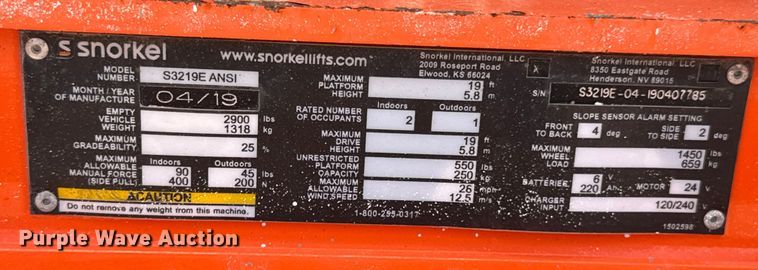 snorkel
www.snorkellifts.com
Snorkel International, LLC
2009 Roseport Road
Elwood, KS 66024
Snorkel International, LLC
8350 Eastgate Road
Henderson, NV 89015
X
MODEL NUMBER: S3219E ANSI
MONTH / YEAR OF MANUFACTURE 04/19
EMPTY VEHICLE WEIGHT 2900 lbs 1318 kg
MAXIMUM GRADEABILITY 25 %
MAXIMUM ALLOWABLE MANUAL FORCE (SIDE PULL)
Indoors 90 400
Outdoors 45 200 lbs N
CAUTION
Do not remove any weight from this machine.
MAXIMUM PLATFORM HEIGHT 19 ft 5.8 m
RATED NUMBER OF OCCUPANTS
Indoors 2
Outdoors 1
MAXIMUM DRIVE HEIGHT 19 ft 5.8 m
UNRESTRICTED PLATFORM CAPACITY 550 lbs 250 kg
MAXIMUM ALLOWABLE WIND SPEED 26 mph 12.5 m/s
1-800-255-0317
S/N S3219E-04-190407785
SLOPE SENSOR ALARM SETTING
FRONT TO BACK 4 deg SIDE TO SIDE 2 deg
MAXIMUM WHEEL LOAD 1450 lbs 659 kg
BATTERIES 6 V 220 Ah MOTOR 24 V
CHARGER INPUT 120/240 V
1502598
Purple Wave Auction